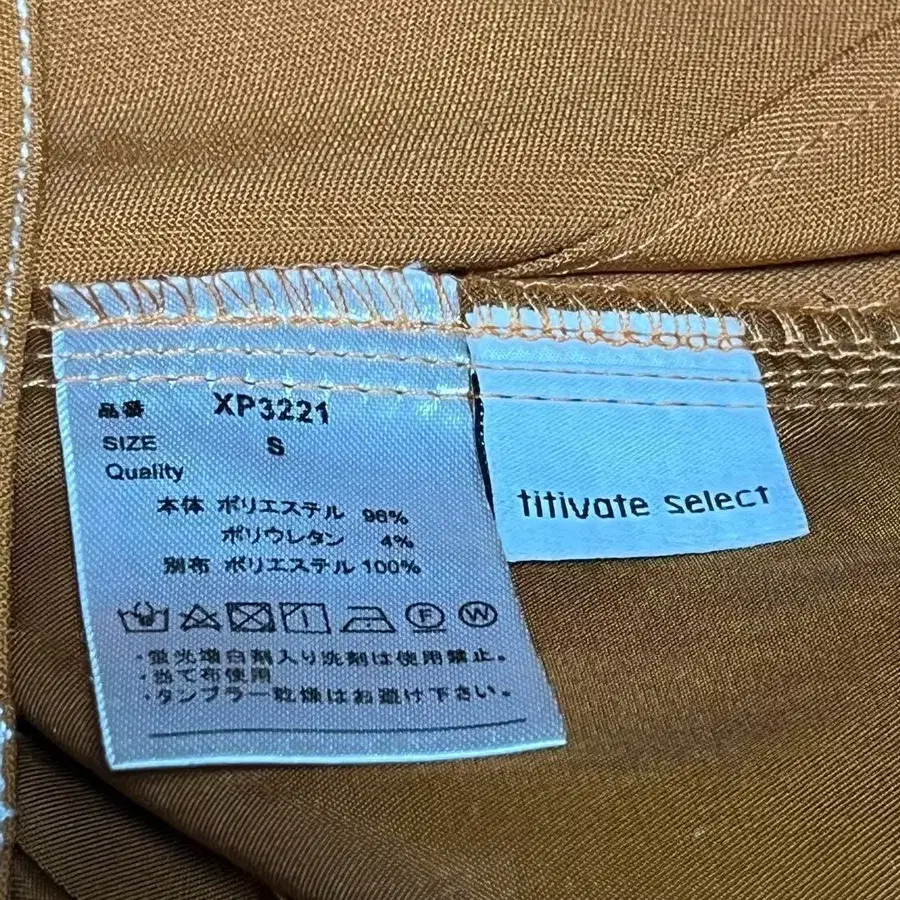 品番 XP3221
SIZE S
Quality
本体 ポリエステル 96%
ポリウレタン 4%
別布 ポリエステル 100%
F W
・蛍光増白剤入り洗剤は使用禁止。
・当て布使用
・タンブラー乾燥はお避け下さい。
titivate select